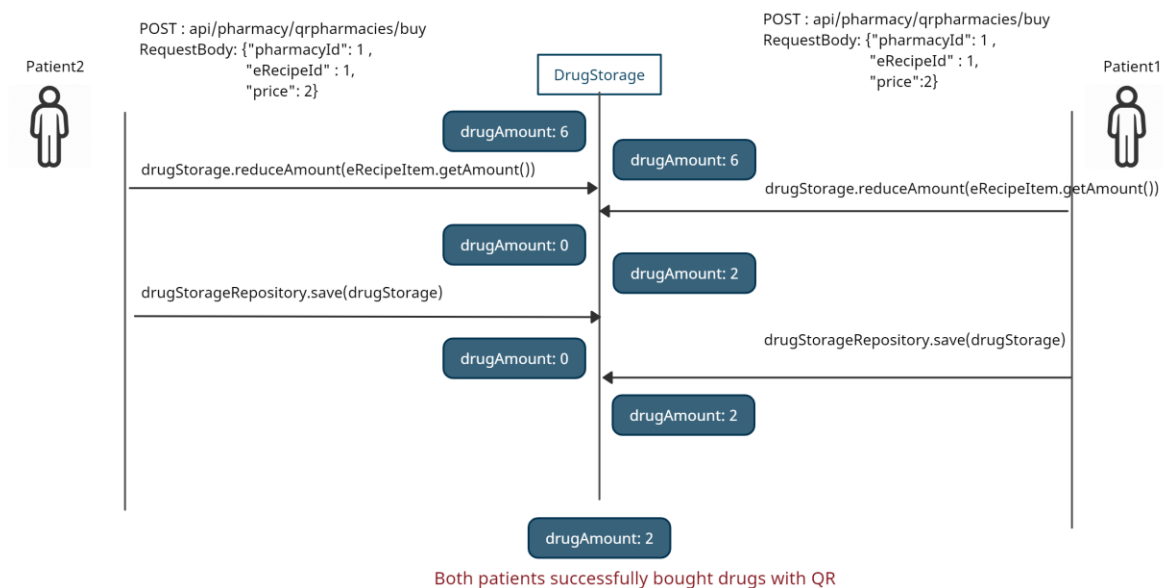 POST : api/pharmacy/qrpharmacies/buy
RequestBody: {"pharmacyId": 1 ,
"eRecipeId" : 1,
"price": 2}
POST : api/pharmacy/qrpharmacies/buy
RequestBody: {"pharmacyId": 1 ,
"eRecipeId" : 1,
"price":2}
Patient2
DrugStorage
Patient1
drugAmount: 6
drugAmount: 6
drugStorage.reduceAmount(eRecipeItem.getAmount())
drugStorage.reduceAmount(eRecipeItem.getAmount())
drugAmount: 0
drugAmount: 2
drugStorageRepository.save(drugStorage)
drugStorageRepository.save(drugStorage)
drugAmount: 0
drugAmount: 2
drugAmount: 2
Both patients successfully bought drugs with QR